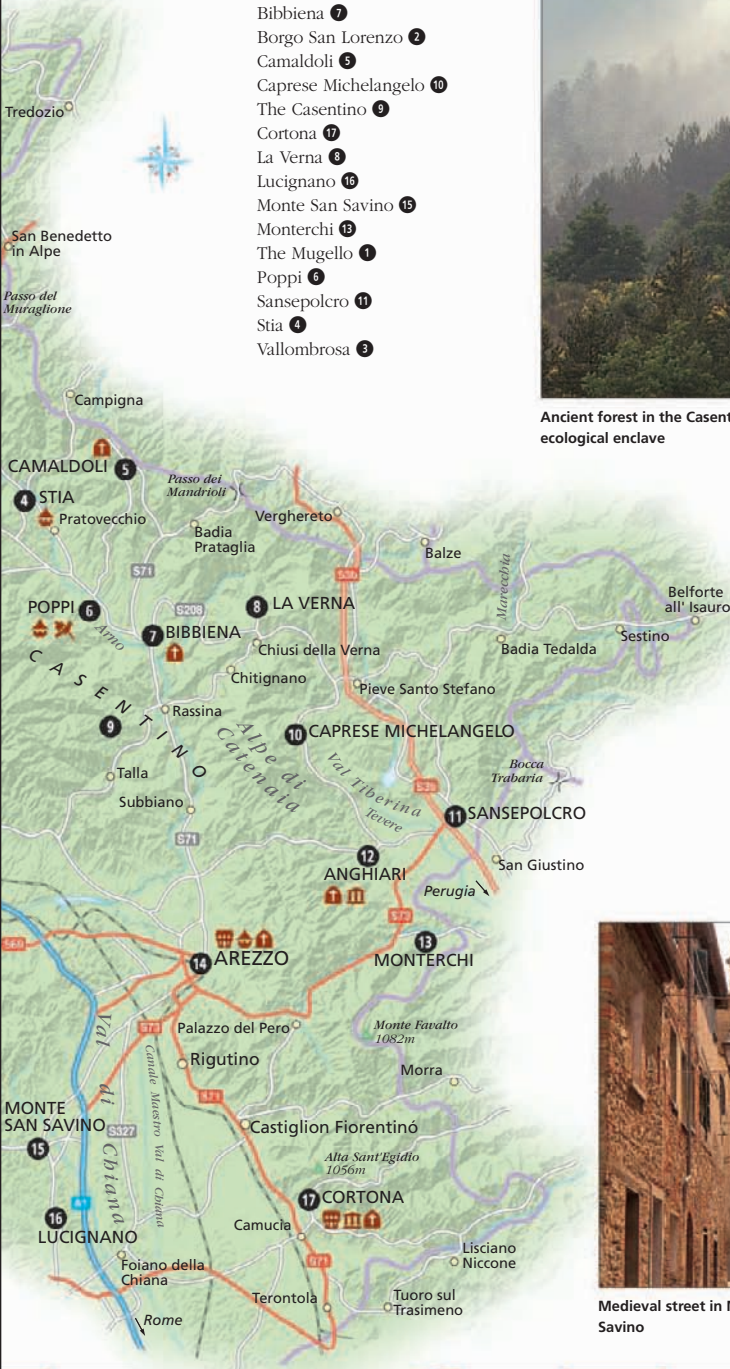 Bibbiena 7
Borgo San Lorenzo 2
Camaldoli 5
Caprese Michelangelo 10
The Casentino 9
Cortona 17
La Verna 8
Lucignano 16
Monte San Savino 15
Monterchi 13
The Mugello 1
Poppi 6
Sansepolcro 11
Stia 4
Vallombrosa 3
Ancient forest in the Casent
ecological enclave
Tredozio
San Benedetto
in Alpe
Passo del
Muraglione
Campigna
CAMALDOLI 5
4 STIA
Pratovecchio
Passo dei
Mandrioli
Badia
Prataglia
Verghereto
Balze
S71
S3b
Marecchia
Belforte
all' Isauro
Sestino
Badia Tedalda
POPPI 6
S208
8 LA VERNA
Arno
7 BIBBIENA
Chiusi della Verna
Chitignano
Pieve Santo Stefano
CASENTINO
Rassina
9
10 CAPRESE MICHELANGELO
Alpe di
Catenaia
Talla
Subbiano
Val Tiberina
Tevere
Bocca
Trabaria
S3b
11 SANSEPOLCRO
S71
12
ANGHIARI
San Giustino
Perugia
S73
13
MONTERCHI
S69
14 AREZZO
Palazzo del Pero
Monte Favalto
1082m
S73
Rigutino
Morra
Val di Chiana
Canale Maestro Val di Chiana
S71
MONTE
SAN SAVINO
15
S327
Castiglion Fiorentinó
Alta Sant'Egidio
1056m
17 CORTONA
A1
16
LUCIGNANO
Camucia
Foiano della
Chiana
S71
Lisciano
Niccone
Terontola
Tuoro sul
Trasimeno
Rome
Medieval street in M
Savino